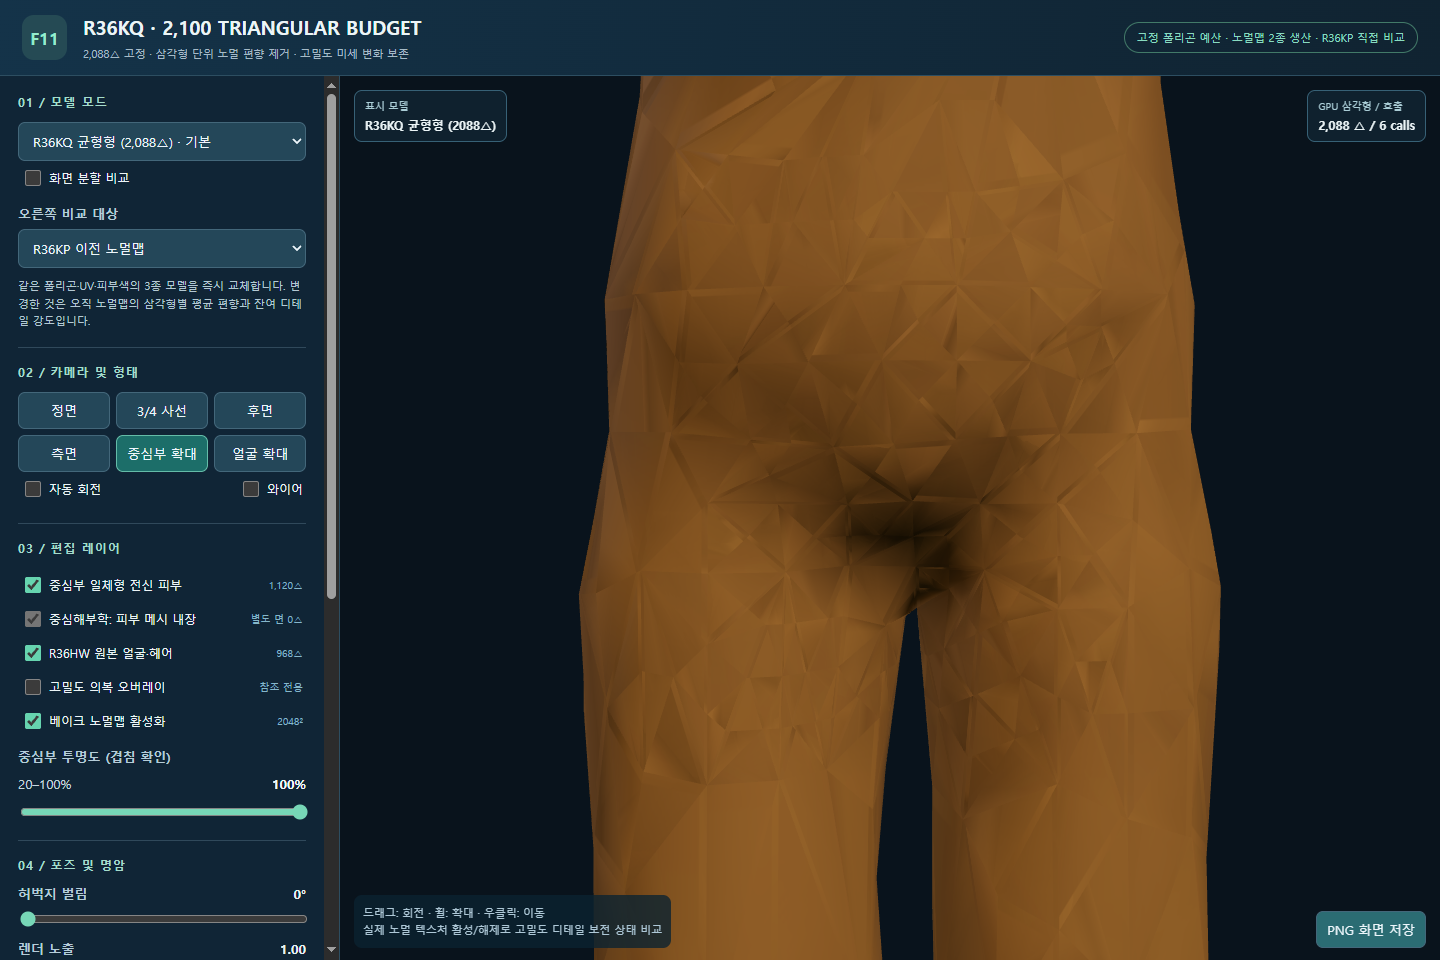 F11
R36KQ · 2,100 TRIANGULAR BUDGET
2,088△ 고정 · 삼각형 단위 노멀 편향 제거 · 고밀도 미세 변화 보존
고정 폴리곤 예산 · 노멀맵 2종 생산 · R36KP 직접 비교
01 / 모델 모드
R36KQ 균형형 (2,088△) · 기본
화면 분할 비교
오른쪽 비교 대상
R36KP 이전 노멀맵
같은 폴리곤·UV·피부색의 3종 모델을 즉시 교체합니다. 변
경한 것은 오직 노멀맵의 삼각형별 평균 편향과 잔여 디테
일 강도입니다.
02 / 카메라 및 형태
정면
3/4 사선
후면
측면
중심부 확대
얼굴 확대
자동 회전
와이어
03 / 편집 레이어
중심부 일체형 전신 피부
1,120△
중심해부학: 피부 메시 내장
별도 면 0△
R36HW 원본 얼굴·헤어
968△
고밀도 의복 오버레이
참조 전용
베이크 노멀맵 활성화
2048²
중심부 투명도 (겹침 확인)
20–100%
100%
04 / 포즈 및 명암
허벅지 벌림
0°
렌더 노출
1.00
표시 모델
R36KQ 균형형 (2088△)
GPU 삼각형 / 호출
2,088 △ / 6 calls
드래그: 회전 · 휠: 확대 · 우클릭: 이동
실제 노멀 텍스처 활성/해제로 고밀도 디테일 보전 상태 비교
PNG 화면 저장